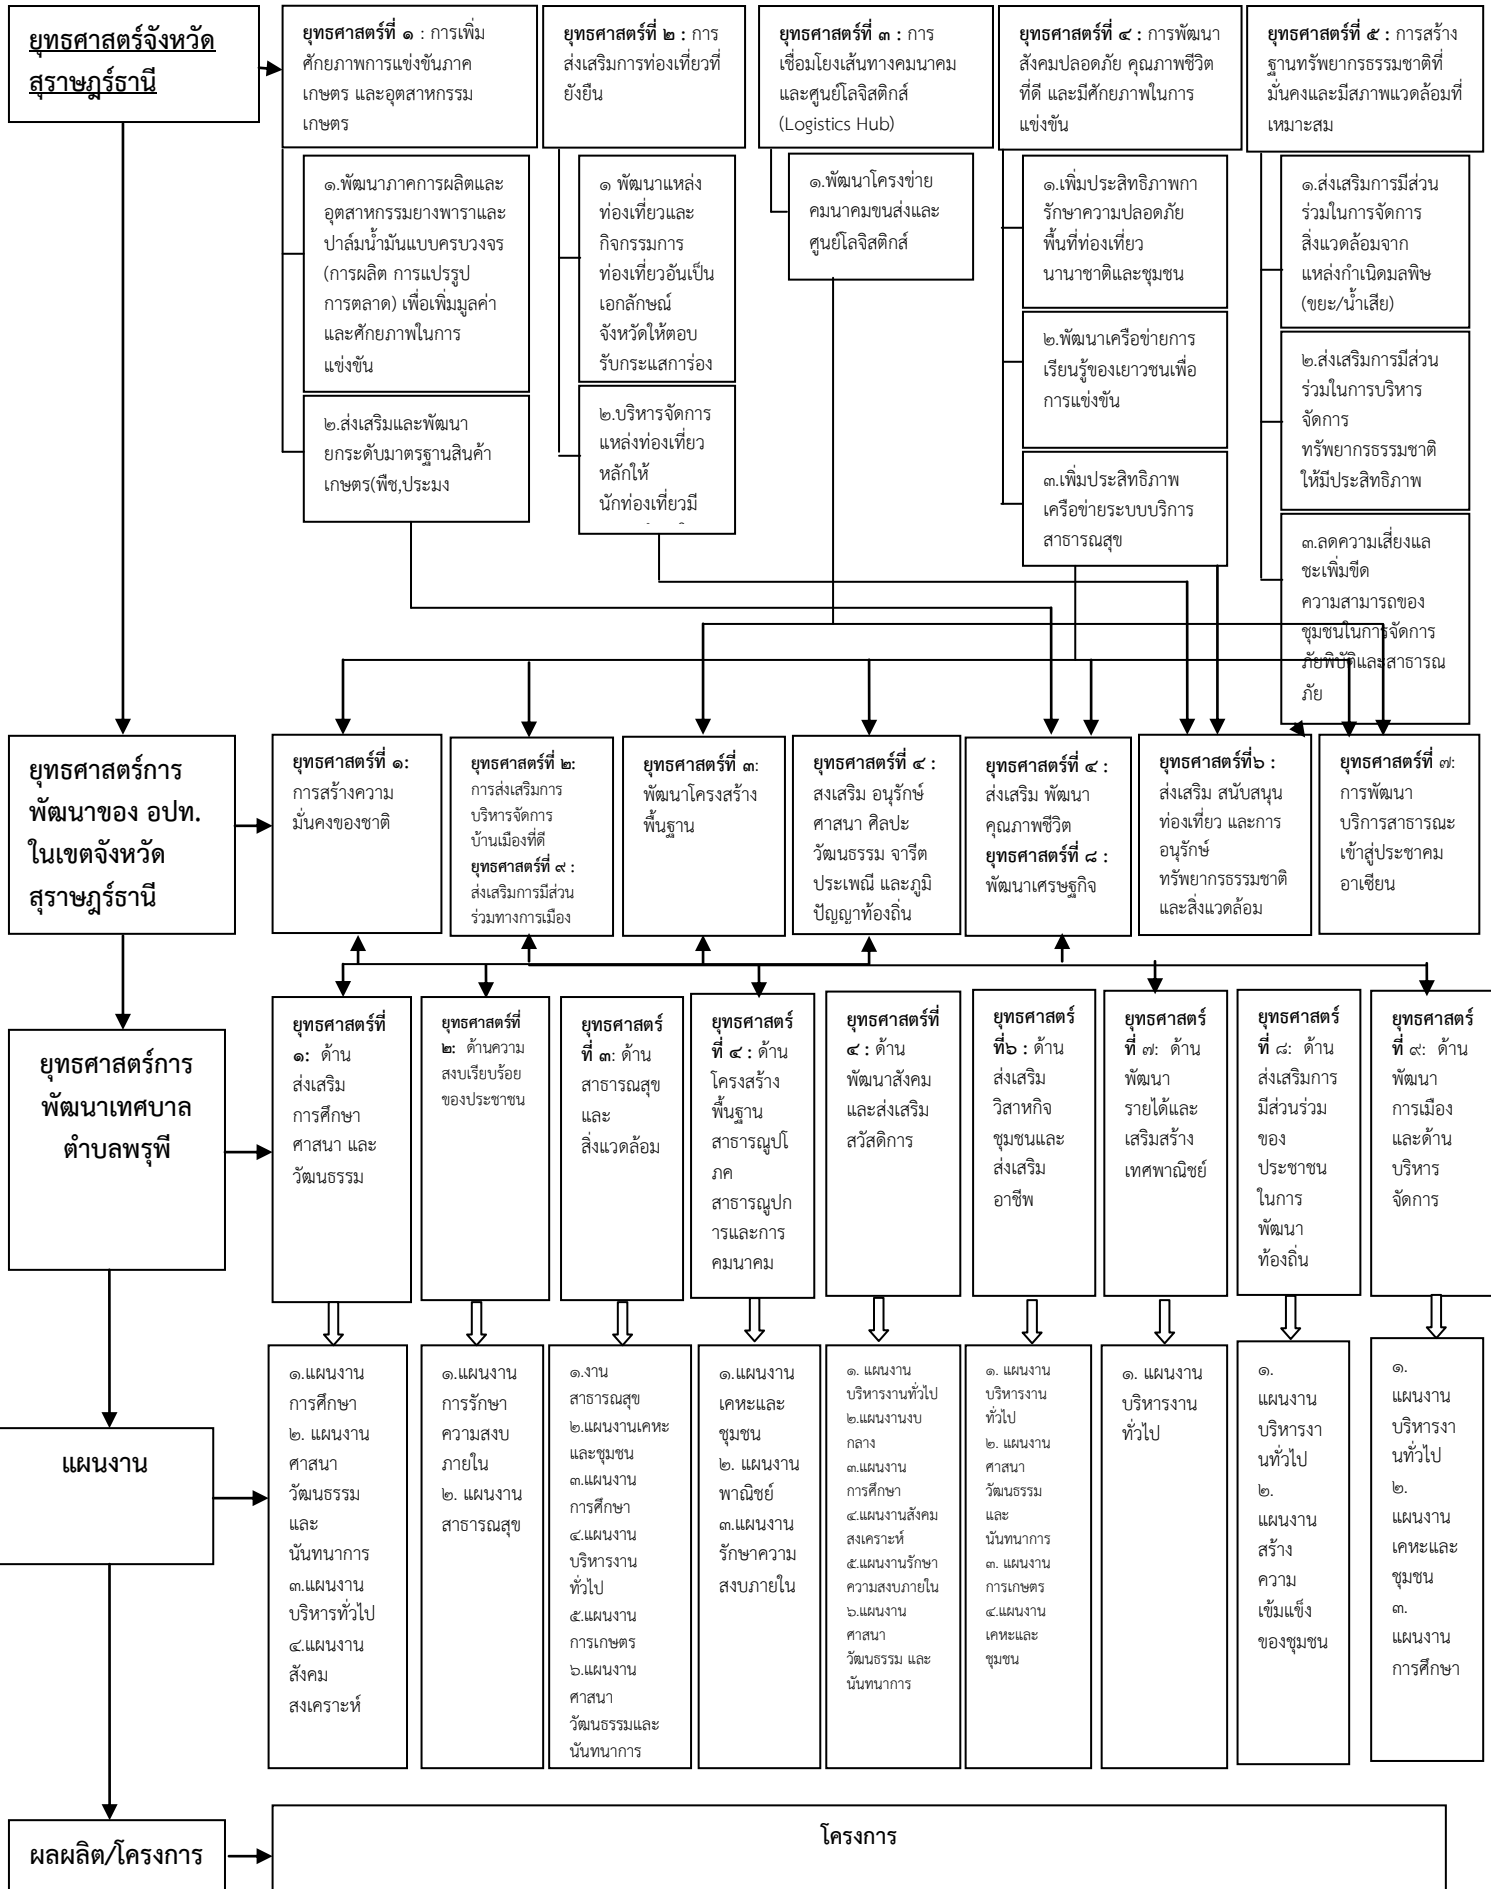 ยุทธศาสตร์จังหวัด
สุราษฎร์ธานี
ยุทธศาสตร์ที่ ๑ : การเพิ่ม
ศักยภาพการแข่งขันภาค
เกษตร และอุตสาหกรรม
เกษตร
ยุทธศาสตร์ที่ ๒ : การ
ส่งเสริมการท่องเที่ยวที่
ยังยืน
ยุทธศาสตร์ที่ ๓ : การ
เชื่อมโยงเส้นทางคมนาคม
และศูนย์โลจิสติกส์
(Logistics Hub)
ยุทธศาสตร์ที่ ๔ : การพัฒนา
สังคมปลอดภัย คุณภาพชีวิต
ที่ดี และมีศักยภาพในการ
แข่งขัน
ยุทธศาสตร์ที่ ๕ : การสร้าง
ฐานทรัพยากรธรรมชาติที่
มั่นคงและมีสภาพแวดล้อมที่
เหมาะสม
๑.พัฒนาภาคการผลิตและ
อุตสาหกรรมยางพาราและ
ปาล์มน้ำมันแบบครบวงจร
(การผลิต การแปรรูป
การตลาด) เพื่อเพิ่มมูลค่า
และศักยภาพในการ
แข่งขัน
๒.ส่งเสริมและพัฒนา
ยกระดับมาตรฐานสินค้า
เกษตร(พืช,ประมง
๑ พัฒนาแหล่ง
ท่องเที่ยวและ
กิจกรรมการ
ท่องเที่ยวอันเป็น
เอกลักษณ์
จังหวัดให้ตอบ
รับกระแสการ่อง
๒.บริหารจัดการ
แหล่งท่องเที่ยว
หลักให้
นักท่องเที่ยวมี
๑.พัฒนาโครงข่าย
คมนาคมขนส่งและ
ศูนย์โลจิสติกส์
๑.เพิ่มประสิทธิภาพกา
รักษาความปลอดภัย
พื้นที่ท่องเที่ยว
นานาชาติและชุมชน
๒.พัฒนาเครือข่ายการ
เรียนรู้ของเยาวชนเพื่อ
การแข่งขัน
๓.เพิ่มประสิทธิภาพ
เครือข่ายระบบบริการ
สาธารณสุข
๑.ส่งเสริมการมีส่วน
ร่วมในการจัดการ
สิ่งแวดล้อมจาก
แหล่งกำเนิดมลพิษ
(ขยะ/น้ำเสีย)
๒.ส่งเสริมการมีส่วน
ร่วมในการบริหาร
จัดการ
ทรัพยากรธรรมชาติ
ให้มีประสิทธิภาพ
๓.ลดความเสี่ยงแล
ชะเพิ่มขีด
ความสามารถของ
ชุมชนในการจัดการ
ภัยพิบัติและสาธารณ
ภัย
ยุทธศาสตร์การ
พัฒนาของ อปท.
ในเขตจังหวัด
สุราษฎร์ธานี
ยุทธศาสตร์ที่ ๑:
การสร้างความ
มั่นคงของชาติ
ยุทธศาสตร์ที่ ๒:
การส่งเสริมการ
บริหารจัดการ
บ้านเมืองที่ดี
ยุทธศาสตร์ที่ ๙ :
ส่งเสริมการมีส่วน
ร่วมทางการเมือง
ยุทธศาสตร์ที่ ๓:
พัฒนาโครงสร้าง
พื้นฐาน
ยุทธศาสตร์ที่ ๔ :
สงเสริม อนุรักษ์
ศาสนา ศิลปะ
วัฒนธรรม จารีต
ประเพณี และภูมิ
ปัญญาท้องถิ่น
ยุทธศาสตร์ที่ ๔ :
ส่งเสริม พัฒนา
คุณภาพชีวิต
ยุทธศาสตร์ที่ ๘ :
พัฒนาเศรษฐกิจ
ยุทธศาสตร์ที่๖ :
ส่งเสริม สนับสนุน
ท่องเที่ยว และการ
อนุรักษ์
ทรัพยากรธรรมชาติ
และสิ่งแวดล้อม
ยุทธศาสตร์ที่ ๗:
การพัฒนา
บริการสาธารณะ
เข้าสู่ประชาคม
อาเซียน
ยุทธศาสตร์การ
พัฒนาเทศบาล
ตำบลพรุพี
ยุทธศาสตร์ที่
๑: ด้าน
ส่งเสริม
การศึกษา
ศาสนา และ
วัฒนธรรม
ยุทธศาสตร์ที่
๒: ด้านความ
สงบเรียบร้อย
ของประชาชน
ยุทธศาสตร์
ที่ ๓: ด้าน
สาธารณสุข
และ
สิ่งแวดล้อม
ยุทธศาสตร์
ที่ ๔ : ด้าน
โครงสร้าง
พื้นฐาน
สาธารณูปโ
ภค
สาธารณูปก
ารและการ
คมนาคม
ยุทธศาสตร์ที่
๔ : ด้าน
พัฒนาสังคม
และส่งเสริม
สวัสดิการ
ยุทธศาสตร์
ที่๖ : ด้าน
ส่งเสริม
วิสาหกิจ
ชุมชนและ
ส่งเสริม
อาชีพ
ยุทธศาสตร์
ที่ ๗: ด้าน
พัฒนา
รายได้และ
เสริมสร้าง
เทศพาณิชย์
ยุทธศาสตร์
ที่ ๘: ด้าน
ส่งเสริมการ
มีส่วนร่วม
ของ
ประชาชน
ในการ
พัฒนา
ท้องถิ่น
ยุทธศาสตร์
ที่ ๙: ด้าน
พัฒนา
การเมือง
และด้าน
บริหาร
จัดการ
แผนงาน
๑.แผนงาน
การศึกษา
๒. แผนงาน
ศาสนา
วัฒนธรรม
และ
นันทนาการ
๓.แผนงาน
บริหารทั่วไป
๔.แผนงาน
สังคม
สงเคราะห์
๑.แผนงาน
การรักษา
ความสงบ
ภายใน
๒. แผนงาน
สาธารณสุข
๑.งาน
สาธารณสุข
๒.แผนงานเคหะ
และชุมชน
๓.แผนงาน
การศึกษา
๔.แผนงาน
บริหารงาน
ทั่วไป
๕.แผนงาน
การเกษตร
๖.แผนงาน
ศาสนา
วัฒนธรรมและ
นันทนาการ
๑.แผนงาน
เคหะและ
ชุมชน
๒. แผนงาน
พาณิชย์
๓.แผนงาน
รักษาความ
สงบภายใน
๑. แผนงาน
บริหารงานทั่วไป
๒.แผนงานงบ
กลาง
๓.แผนงาน
การศึกษา
๔.แผนงานสังคม
สงเคราะห์
๕.แผนงานรักษา
ความสงบภายใน
๖.แผนงาน
ศาสนา
วัฒนธรรม และ
นันทนาการ
๑. แผนงาน
บริหารงาน
ทั่วไป
๒. แผนงาน
ศาสนา
วัฒนธรรม
และ
นันทนาการ
๓. แผนงาน
การเกษตร
๔.แผนงาน
เคหะและ
ชุมชน
๑. แผนงาน
บริหารงาน
ทั่วไป
๑.
แผนงาน
บริหารงา
นทั่วไป
๒.
แผนงาน
สร้าง
ความ
เข้มแข็ง
ของชุมชน
๑.
แผนงาน
บริหารงา
นทั่วไป
๒.
แผนงาน
เคหะและ
ชุมชน
๓.
แผนงาน
การศึกษา
ผลผลิต/โครงการ
โครงการ